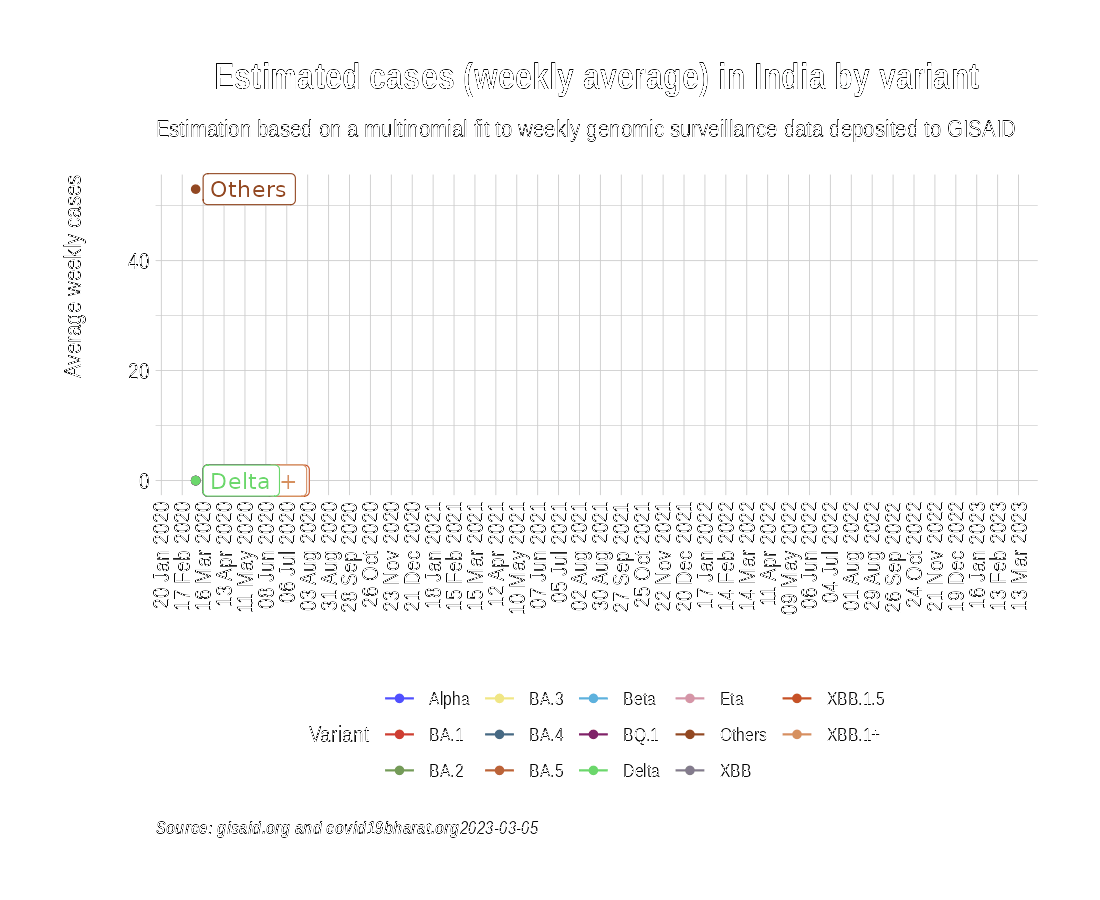 Estimated cases (weekly average) in India by variant
Estimation based on a multinomial fit to weekly genomic surveillance data deposited to GISAID
Average weekly cases
Others
40
20
0
Delta
+
20 Jan 2020
17 Feb 2020
16 Mar 2020
13 Apr 2020
11 May 2020
08 Jun 2020
06 Jul 2020
03 Aug 2020
31 Aug 2020
28 Sep 2020
26 Oct 2020
23 Nov 2020
21 Dec 2020
18 Jan 2021
15 Feb 2021
15 Mar 2021
12 Apr 2021
10 May 2021
07 Jun 2021
05 Jul 2021
02 Aug 2021
30 Aug 2021
27 Sep 2021
25 Oct 2021
22 Nov 2021
20 Dec 2021
17 Jan 2022
14 Feb 2022
14 Mar 2022
11 Apr 2022
09 May 2022
06 Jun 2022
04 Jul 2022
01 Aug 2022
29 Aug 2022
26 Sep 2022
24 Oct 2022
21 Nov 2022
19 Dec 2022
16 Jan 2023
13 Feb 2023
13 Mar 2023
Variant
Alpha
BA.1
BA.2
BA.3
BA.4
BA.5
Beta
BQ.1
Delta
Eta
Others
XBB
XBB.1.5
XBB.1+
Source: gisaid.org and covid19bharat.org2023-03-05